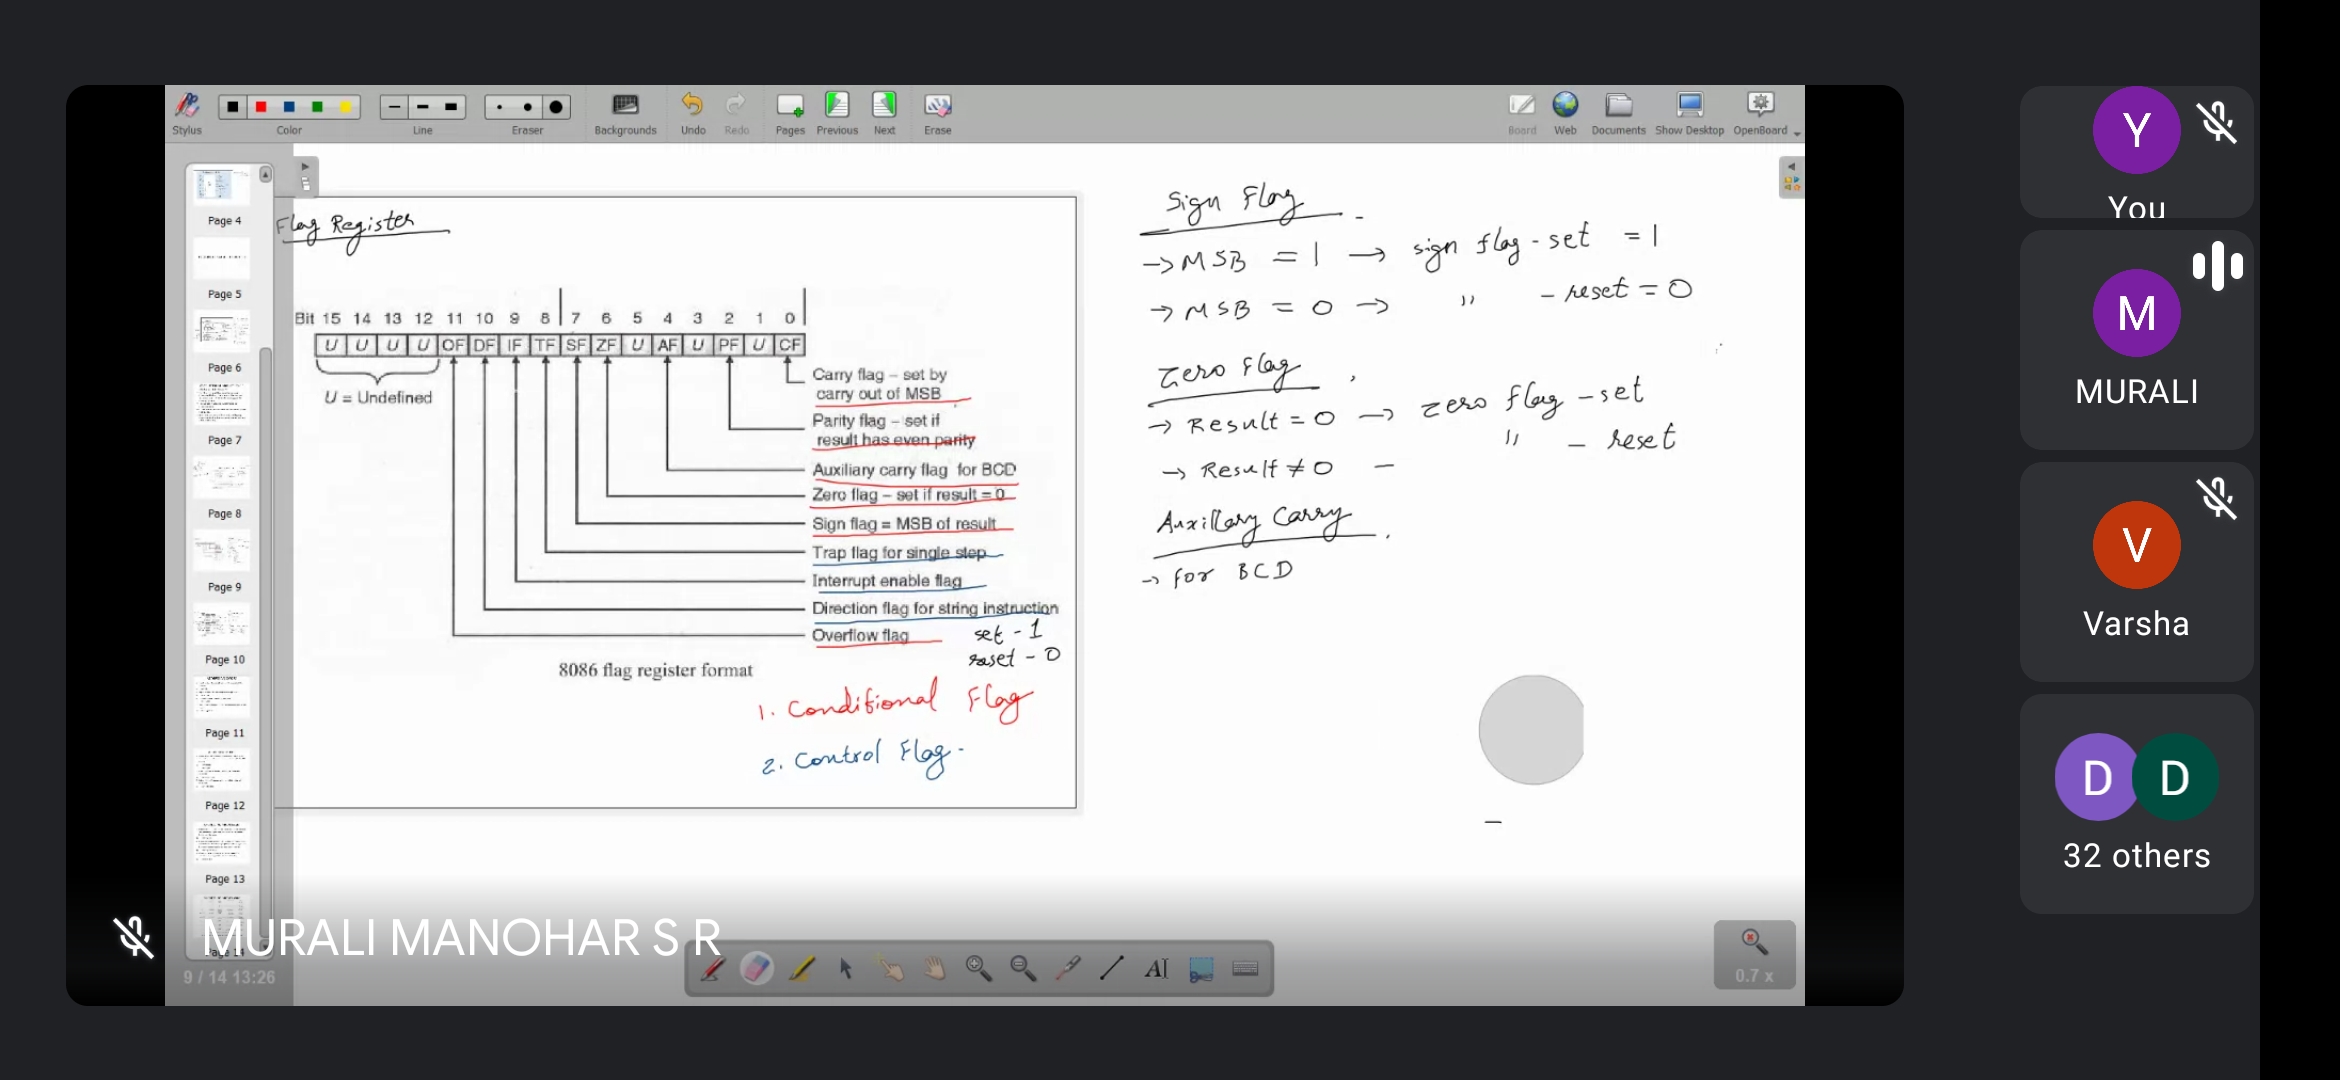 Stylus
Color
Line
Eraser
Backgrounds
Undo
Redo
Pages
Previous
Next
Erase
Board
Web
Documents
Show Desktop
OpenBoard
Page 4
Page 5
Page 6
Page 7
Page 8
Page 9
Page 10
Page 11
Page 12
Page 13
Page 14
9 / 14 13:26
Flag Register
Bit 15 14 13 12 11 10 9 8 7 6 5 4 3 2 1 0
U U U U OF DF IF TF SF ZF U AF U PF U CF
U = Undefined
Carry flag – set by
carry out of MSB
Parity flag – set if
result has even parity
Auxiliary carry flag for BCD
Zero flag – set if result = 0
Sign flag = MSB of result
Trap flag for single step
Interrupt enable flag
Direction flag for string instruction
Overflow flag
set - 1
reset - 0
8086 flag register format
1. Conditional Flag
2. Control Flag -
Sign Flag
→ MSB = 1 → sign flag - set = 1
→ MSB = 0 → " - reset = 0
Zero Flag
→ Result = 0 → zero flag - set
" - reset
→ Result ≠ 0 -
Auxillary Carry
→ for BCD
MURALI MANOHAR S R
AI
0.7 x
Y
You
M
MURALI
V
Varsha
D D
32 others